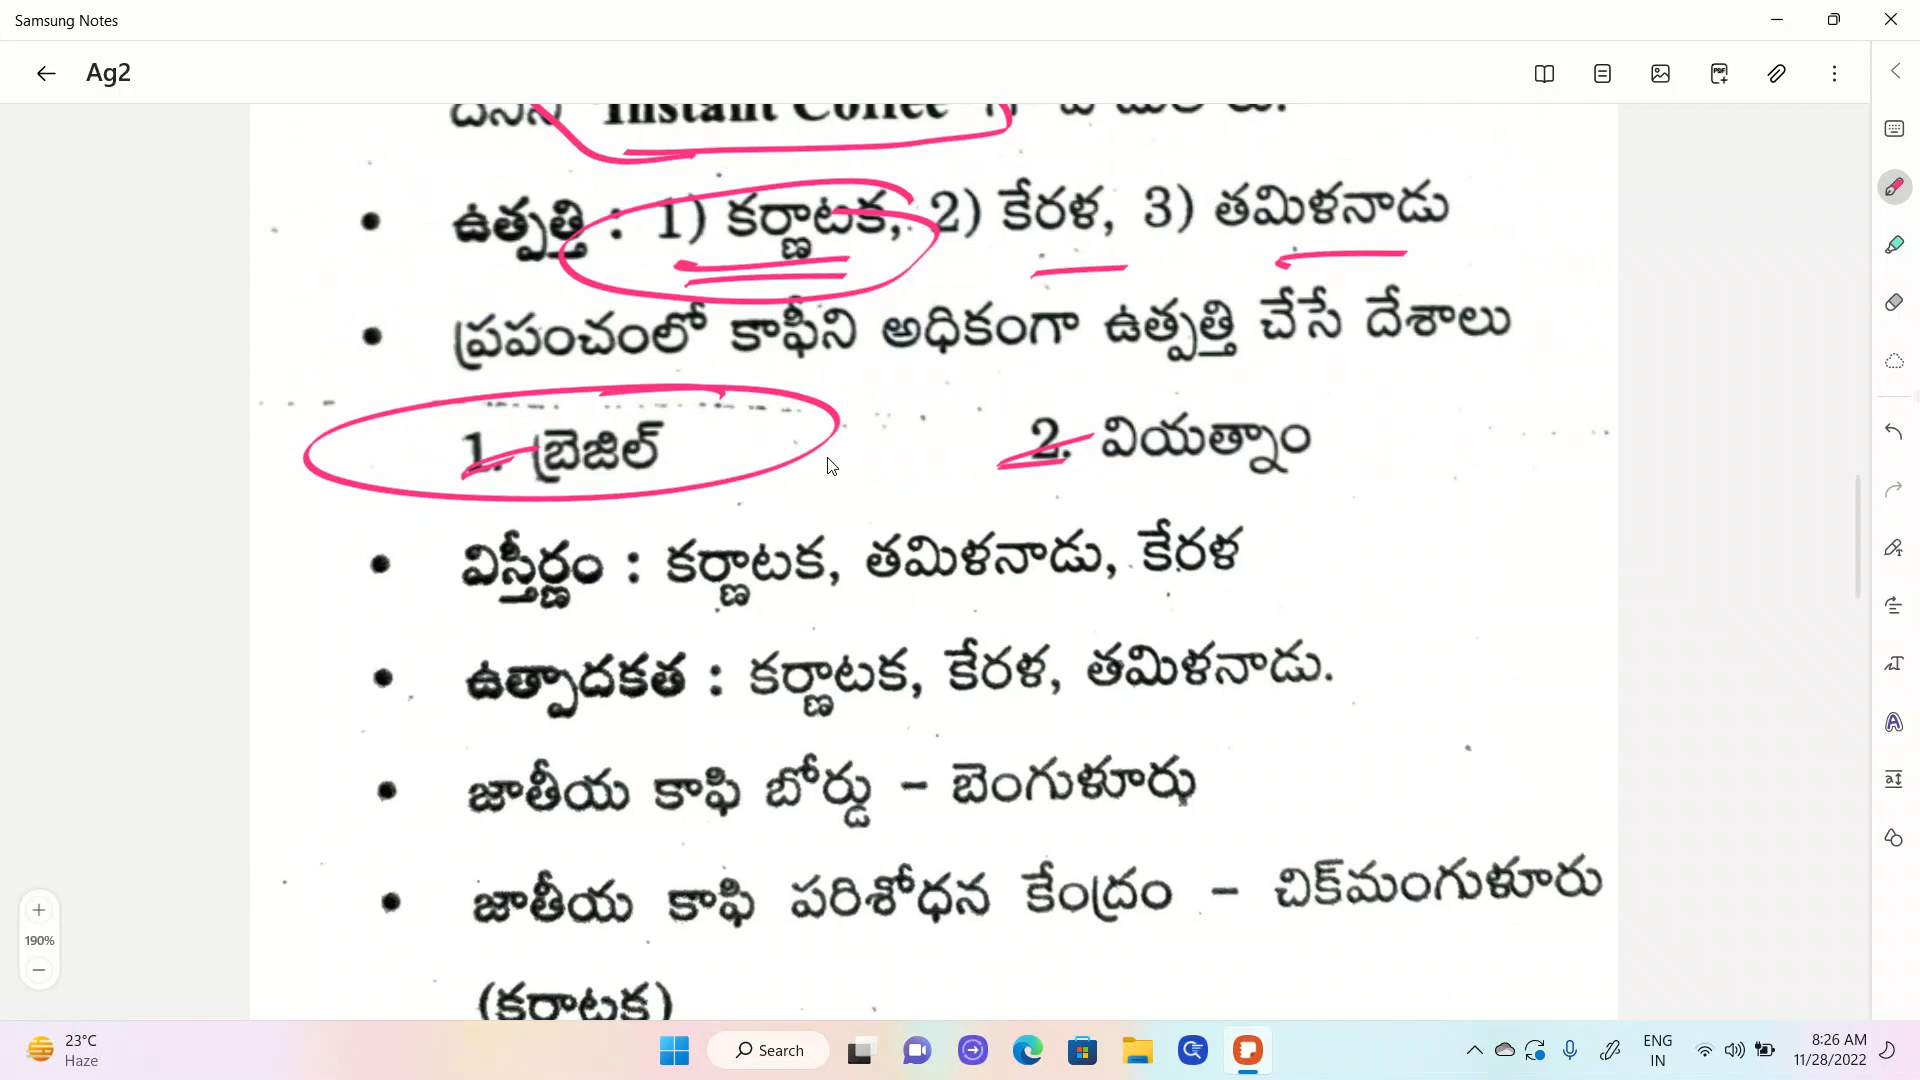 Samsung Notes
Ag2
"Instant Coffee"
• ఉత్పత్తి : 1) కర్ణాటక, 2) కేరళ, 3) తమిళనాడు
• ప్రపంచంలో కాఫీని అధికంగా ఉత్పత్తి చేసే దేశాలు
1. బ్రెజిల్ 2. వియత్నాం
• విస్తీర్ణం : కర్ణాటక, తమిళనాడు, కేరళ
• ఉత్పాదకత : కర్ణాటక, కేరళ, తమిళనాడు.
• జాతీయ కాఫి బోర్డు – బెంగుళూరు
• జాతీయ కాఫి పరిశోధన కేంద్రం – చిక్‌మంగుళూరు
(కర్ణాటక)
190%
23°C
Haze
Search
ENG
IN
8:26 AM
11/28/2022